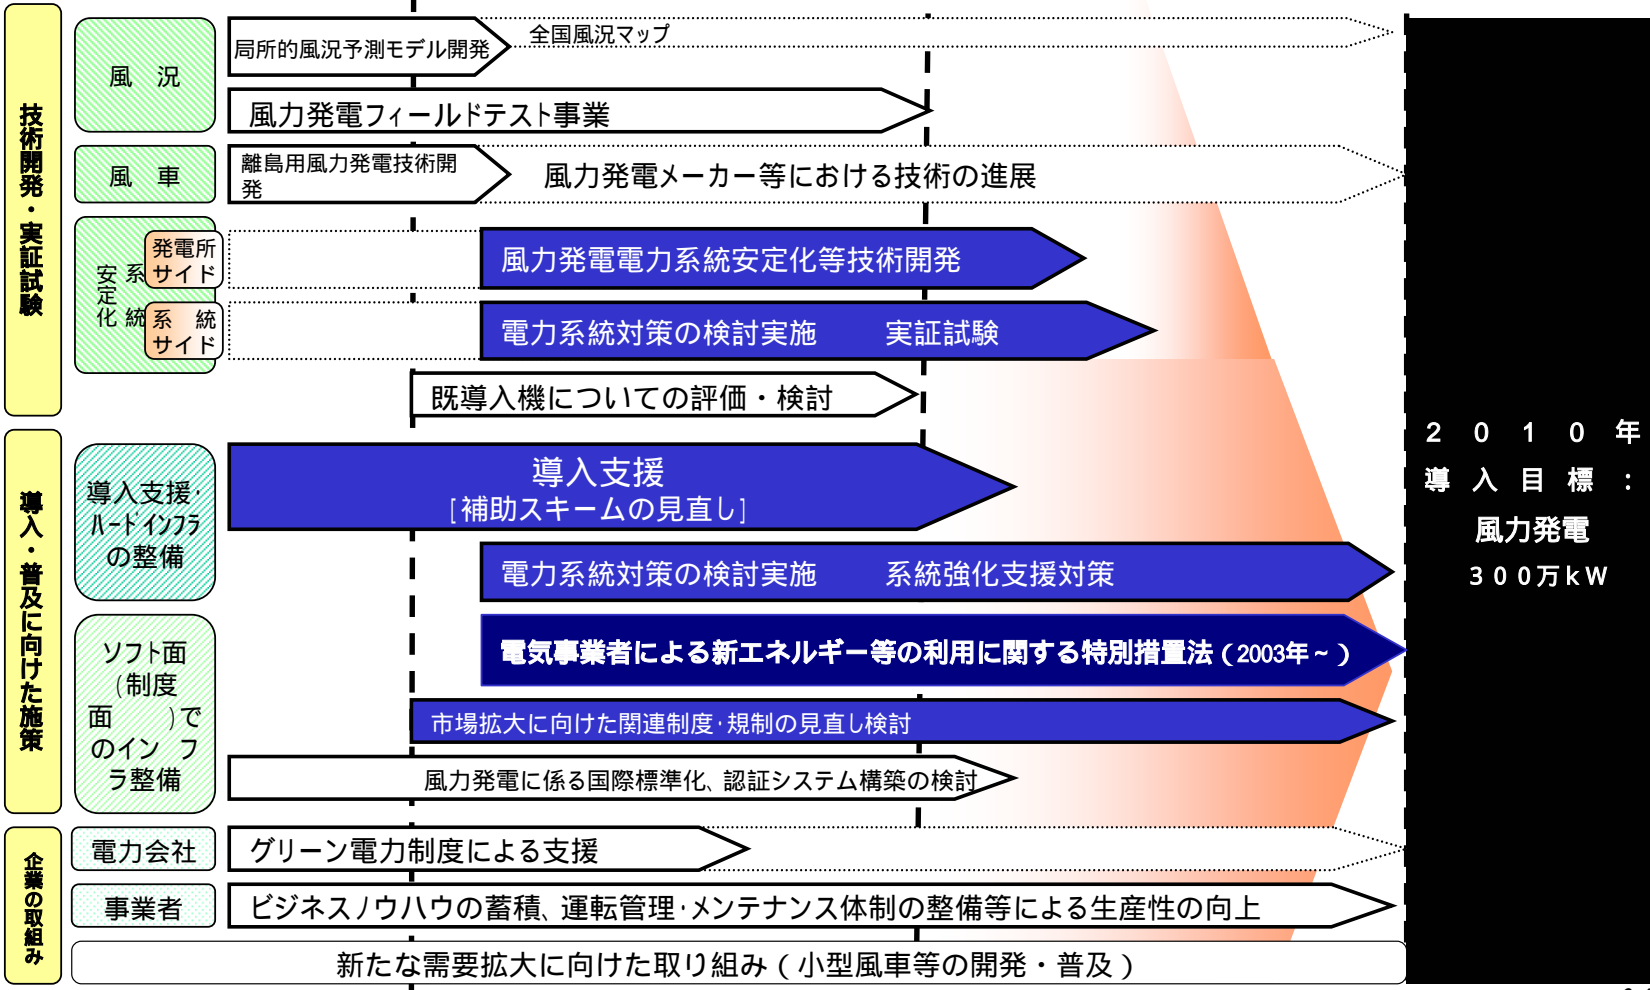 技術開発・実証試験
風　況
局所的風況予測モデル開発
全国風況マップ
風力発電フィールドテスト事業
風　車
離島用風力発電技術開
発
風力発電メーカー等における技術の進展
系統
安定化
発電所
サイド
風力発電電力系統安定化等技術開発
系　統
サイド
電力系統対策の検討実施　　実証試験
既導入機についての評価・検討
導入・普及に向けた施策
導入支援・
ハードインフラ
の整備
導入支援
[補助スキームの見直し]
電力系統対策の検討実施　　系統強化支援対策
ソフト面
(制度
面　　)で
のイン　フ
ラ整備
電気事業者による新エネルギー等の利用に関する特別措置法（2003年～）
市場拡大に向けた関連制度・規制の見直し検討
風力発電に係る国際標準化、認証システム構築の検討
企業の取組み
電力会社
グリーン電力制度による支援
事業者
ビジネスノウハウの蓄積、運転管理・メンテナンス体制の整備等による生産性の向上
新たな需要拡大に向けた取り組み（小型風車等の開発・普及）
２０１０年
導入目標：
風力発電
３００万ｋＷ